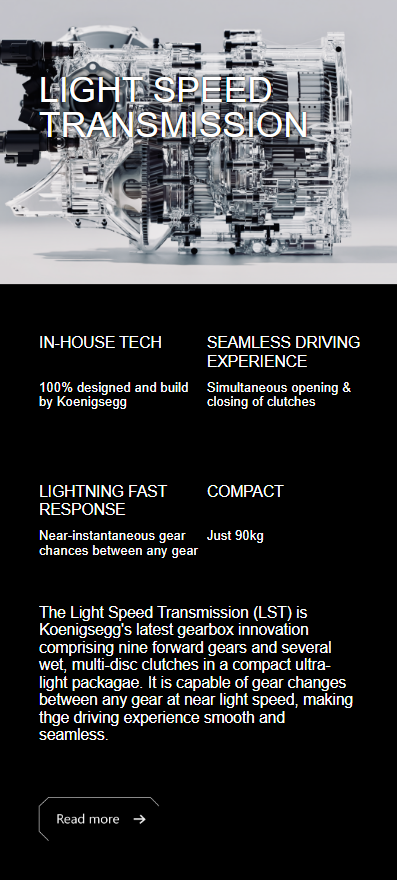 LIGHT SPEED
TRANSMISSION
IN-HOUSE TECH
100% designed and build
by Koenigsegg
SEAMLESS DRIVING
EXPERIENCE
Simultaneous opening &
closing of clutches
LIGHTNING FAST
RESPONSE
Near-instantaneous gear
chances between any gear
COMPACT
Just 90kg
The Light Speed Transmission (LST) is
Koenigsegg's latest gearbox innovation
comprising nine forward gears and several
wet, multi-disc clutches in a compact ultra-
light packagae. It is capable of gear changes
between any gear at near light speed, making
thge driving experience smooth and
seamless.
Read more